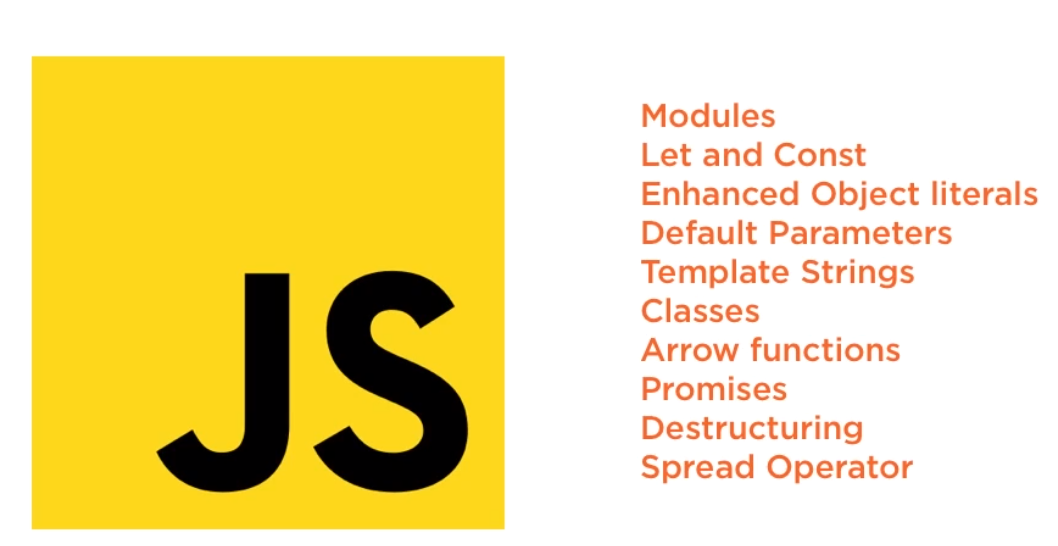 JS
Modules
Let and Const
Enhanced Object literals
Default Parameters
Template Strings
Classes
Arrow functions
Promises
Destructuring
Spread Operator